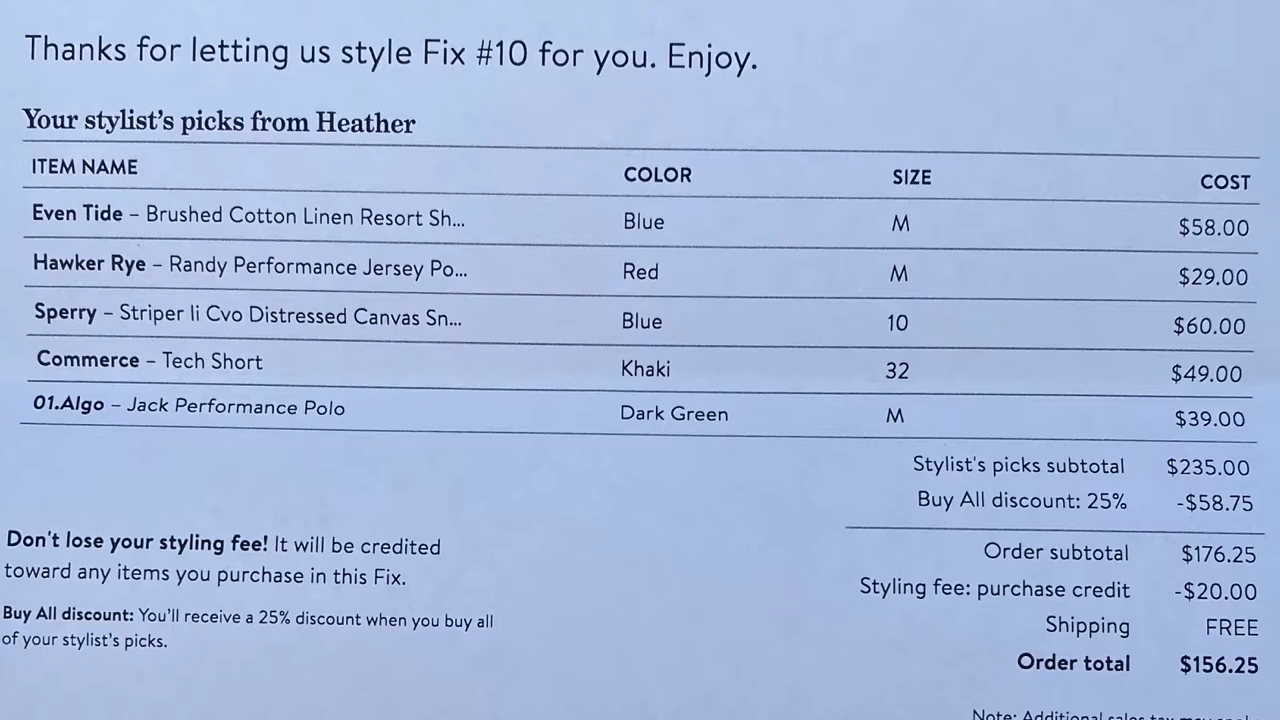 Thanks for letting us style Fix #10 for you. Enjoy.
Your stylist's picks from Heather
ITEM NAME COLOR SIZE COST
Even Tide – Brushed Cotton Linen Resort Sh... Blue M $58.00
Hawker Rye – Randy Performance Jersey Po... Red M $29.00
Sperry – Striper Ii Cvo Distressed Canvas Sn... Blue 10 $60.00
Commerce – Tech Short Khaki 32 $49.00
01.Algo – Jack Performance Polo Dark Green M $39.00
Stylist's picks subtotal $235.00
Buy All discount: 25% -$58.75
Don't lose your styling fee! It will be credited
toward any items you purchase in this Fix.
Buy All discount: You'll receive a 25% discount when you buy all
of your stylist's picks.
Order subtotal $176.25
Styling fee: purchase credit -$20.00
Shipping FREE
Order total $156.25
Note: Additional sales tax may apply